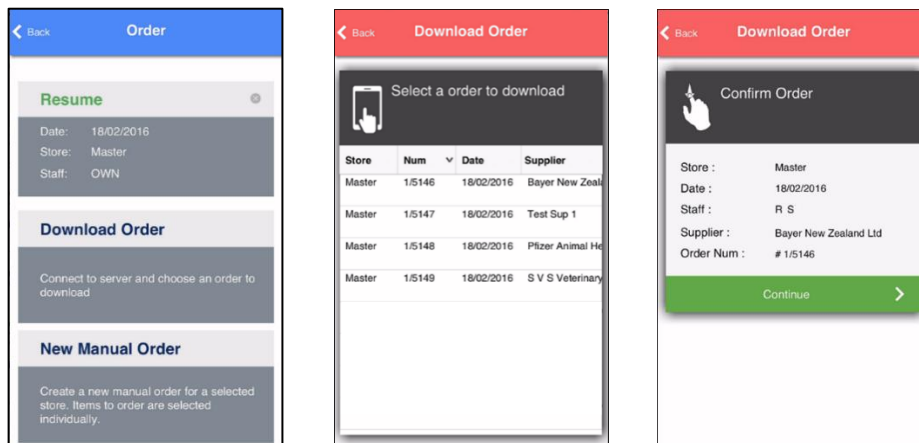 Back
Order
Resume
Date: 18/02/2016
Store: Master
Staff: OWN
Download Order
Connect to server and choose an order to
download
New Manual Order
Create a new manual order for a selected
store. Items to order are selected
individually.
Back
Download Order
Select a order to download
Store Num Date Supplier
Master 1/5146 18/02/2016 Bayer New Zeala
Master 1/5147 18/02/2016 Test Sup 1
Master 1/5148 18/02/2016 Pfizer Animal He
Master 1/5149 18/02/2016 S V S Veterinary
Back
Download Order
Confirm Order
Store : Master
Date : 18/02/2016
Staff : R S
Supplier : Bayer New Zealand Ltd
Order Num : # 1/5146
Continue